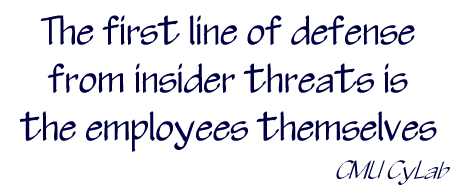 The first line of defense
from insider threats is
the employees themselves
CMU CyLab